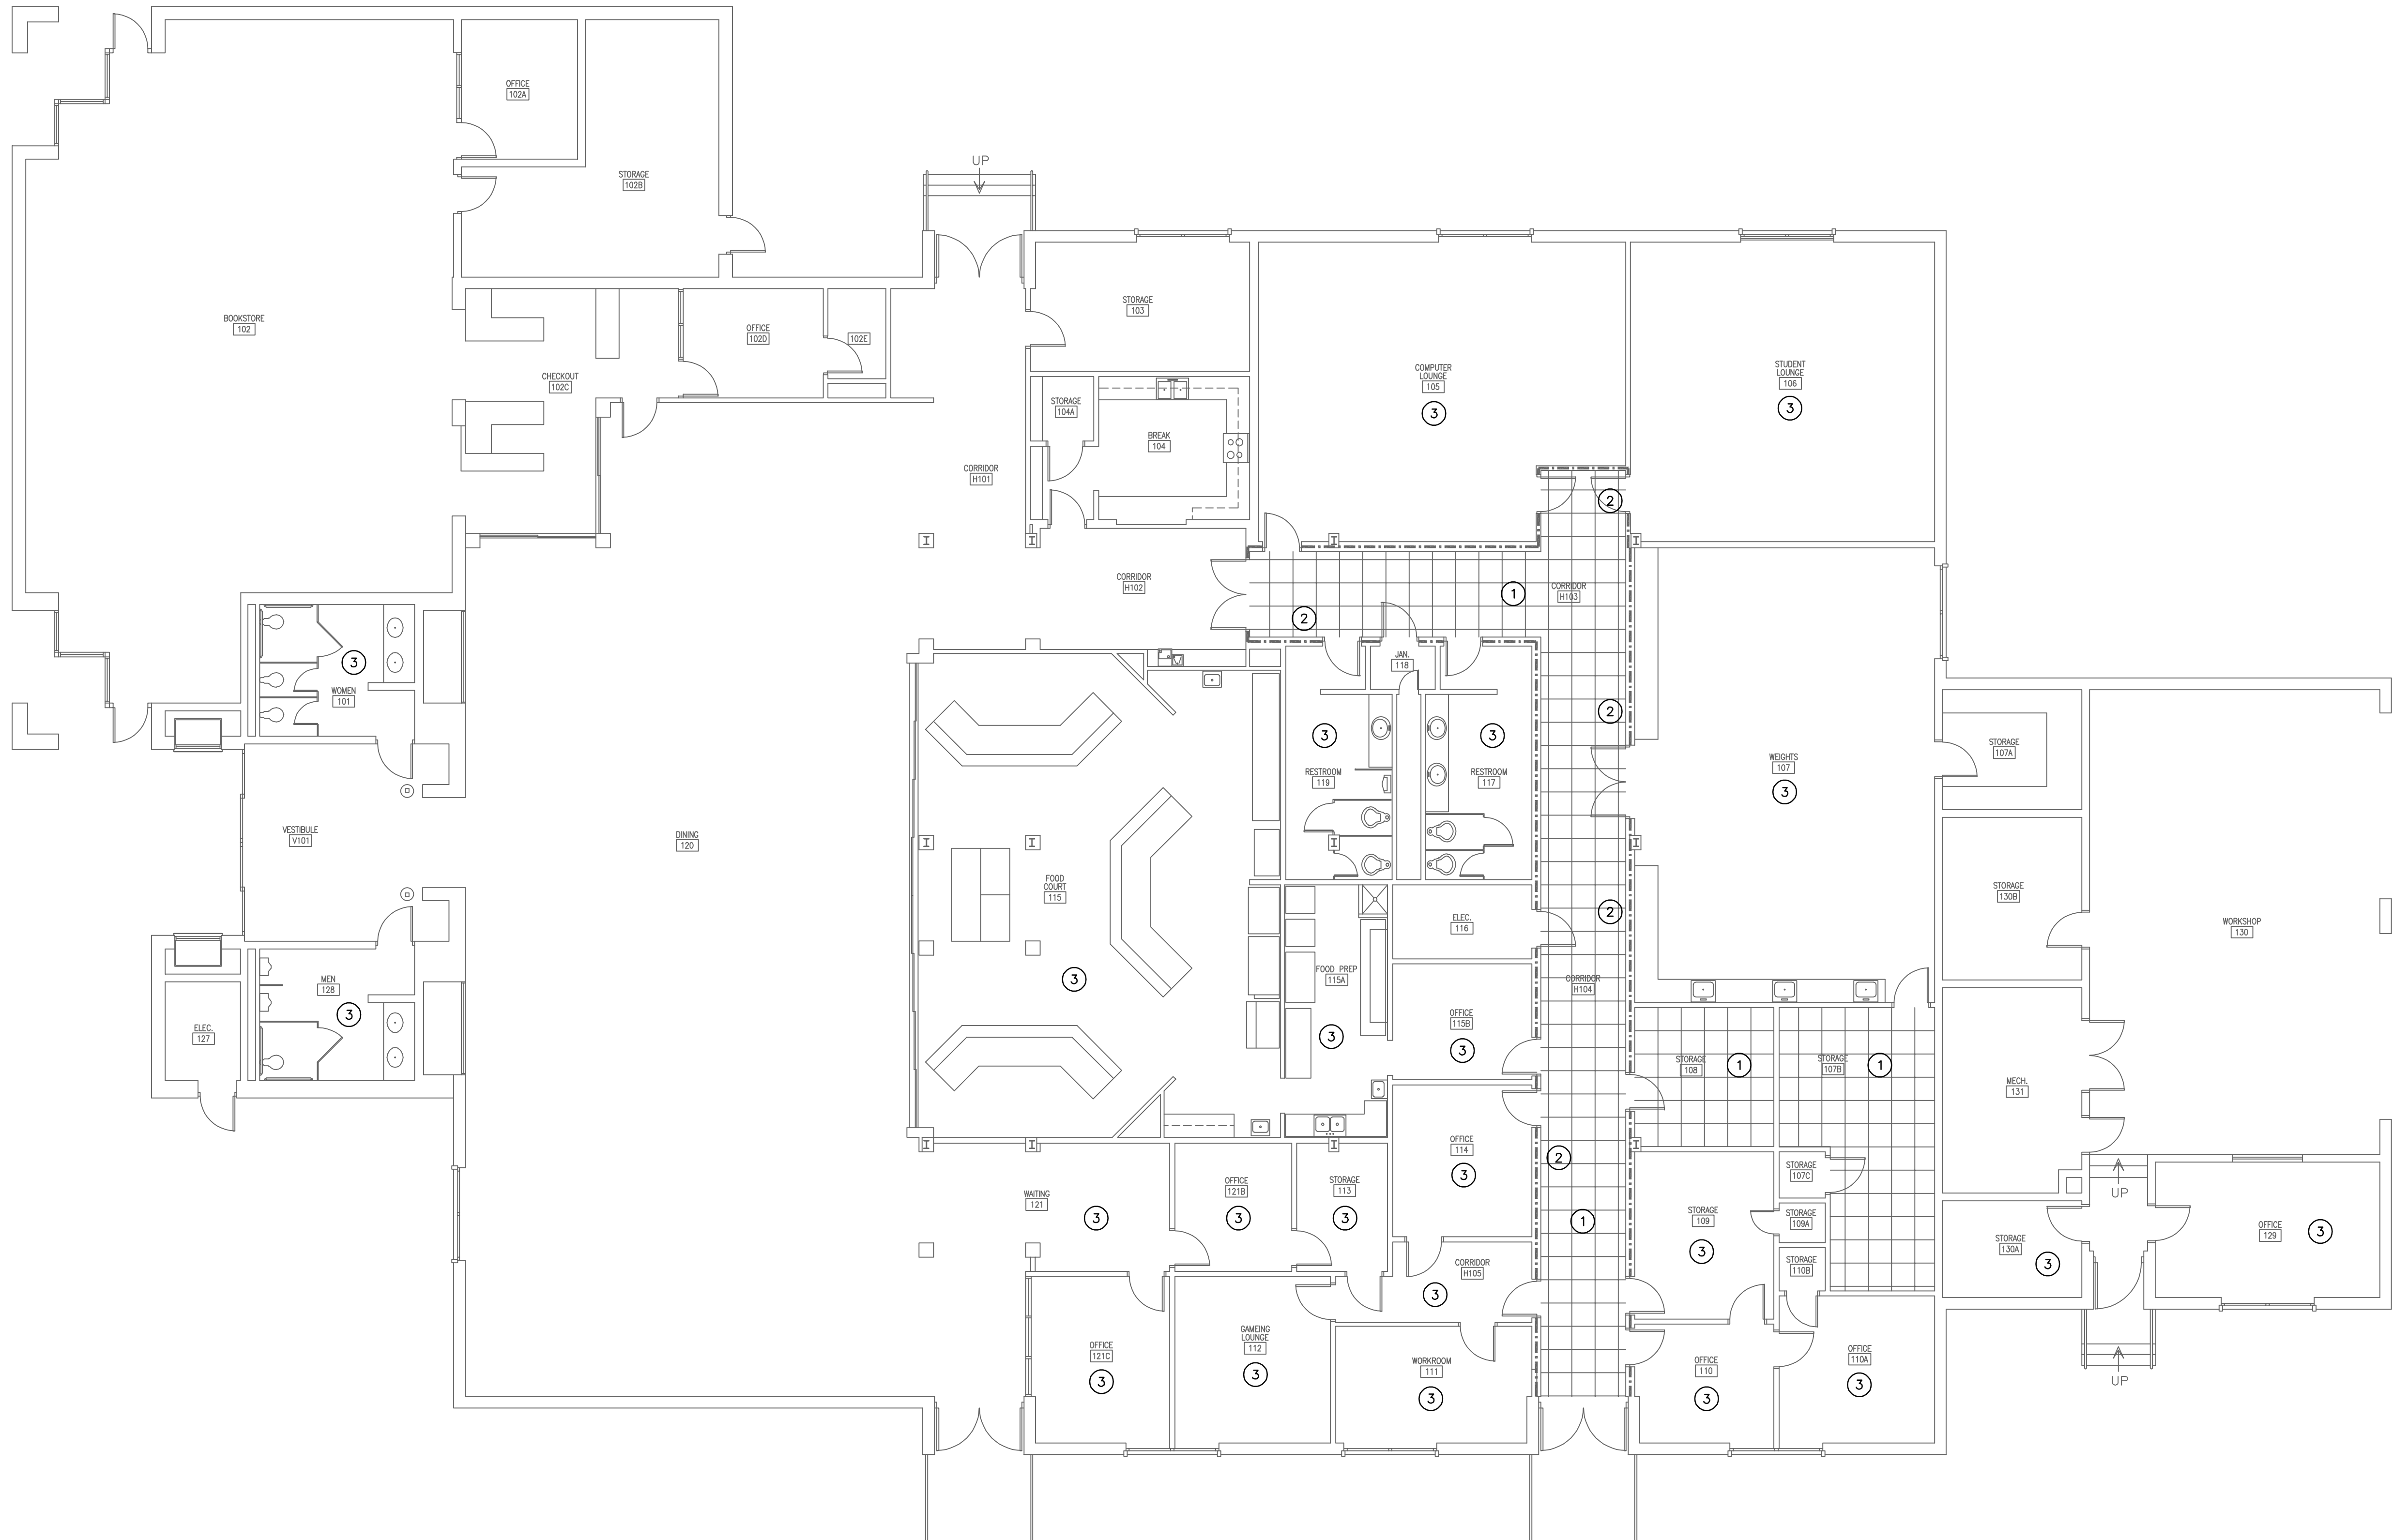 OFFICE
102A
UP
STORAGE
102B
BOOKSTORE
102
OFFICE
102D
102E
STORAGE
103
CHECKOUT
102C
COMPUTER
LOUNGE
105
3
STUDENT
LOUNGE
106
3
STORAGE
104A
BREAK
104
CORRIDOR
H101
2
CORRIDOR
H102
1
CORRIDOR
H103
2
3
WOMEN
101
JAN.
118
2
3
3
RESTROOM
119
RESTROOM
117
WEIGHTS
107
3
STORAGE
107A
VESTIBULE
V101
DINING
120
FOOD
COURT
115
3
ELEC.
116
2
STORAGE
130B
WORKSHOP
130
MEN
128
3
ELEC.
127
FOOD PREP
115A
3
CORRIDOR
H104
OFFICE
115B
3
STORAGE
108
1
STORAGE
107B
1
MECH.
131
OFFICE
114
3
2
WAITING
121
3
OFFICE
121B
3
STORAGE
113
3
1
STORAGE
107C
STORAGE
109
3
STORAGE
109A
STORAGE
110B
UP
STORAGE
130A
3
OFFICE
129
3
CORRIDOR
H105
3
OFFICE
121C
3
GAMEING
LOUNGE
112
3
WORKROOM
111
3
OFFICE
110
3
OFFICE
110A
3
UP